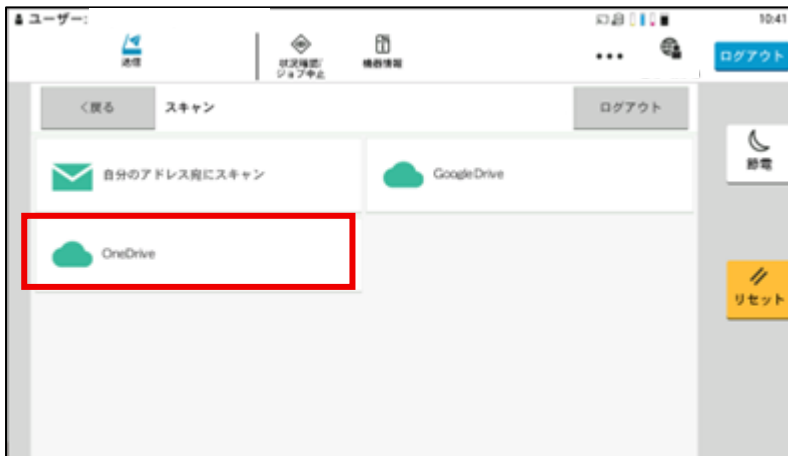 ユーザー: 10:41
送信 状況確認/ジョブ中止 機器情報 ... ログアウト
<戻る スキャン ログアウト
自分のアドレス宛にスキャン Google Drive
OneDrive
節電
リセット